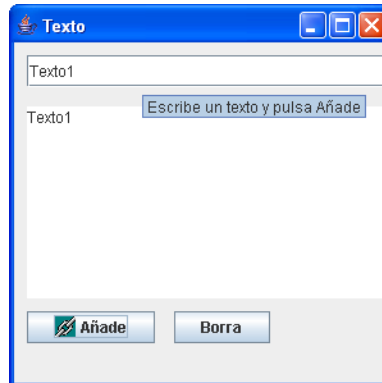 Texto
Texto1
Escribe un texto y pulsa Añade
Texto1
Añade
Borra